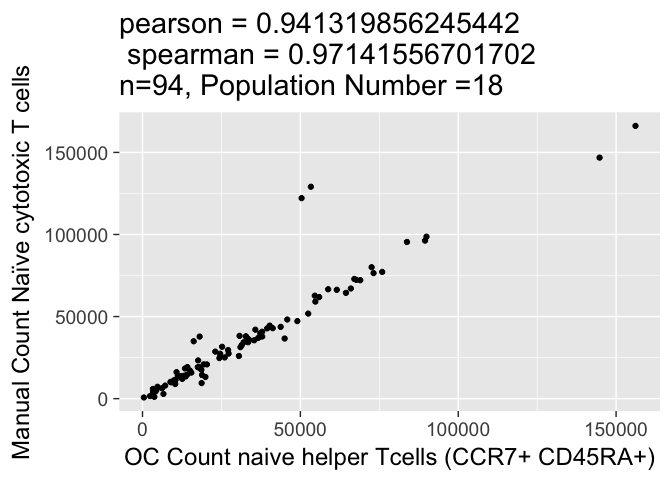 pearson = 0.941319856245442
spearman = 0.97141556701702
n=94, Population Number =18
Manual Count Naïve cytotoxic T cells
150000
100000
50000
0
0 50000 100000 150000
OC Count naive helper Tcells (CCR7+ CD45RA+)